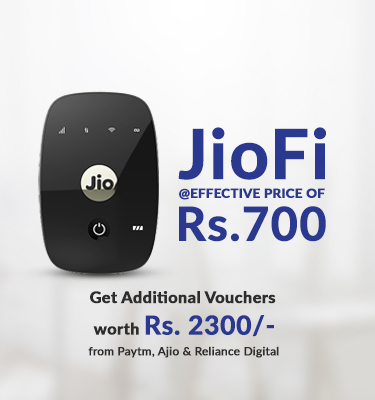 Jio
JioFi
@EFFECTIVE PRICE OF
Rs.700
Get Additional Vouchers
worth Rs. 2300/-
from Paytm, Ajio & Reliance Digital